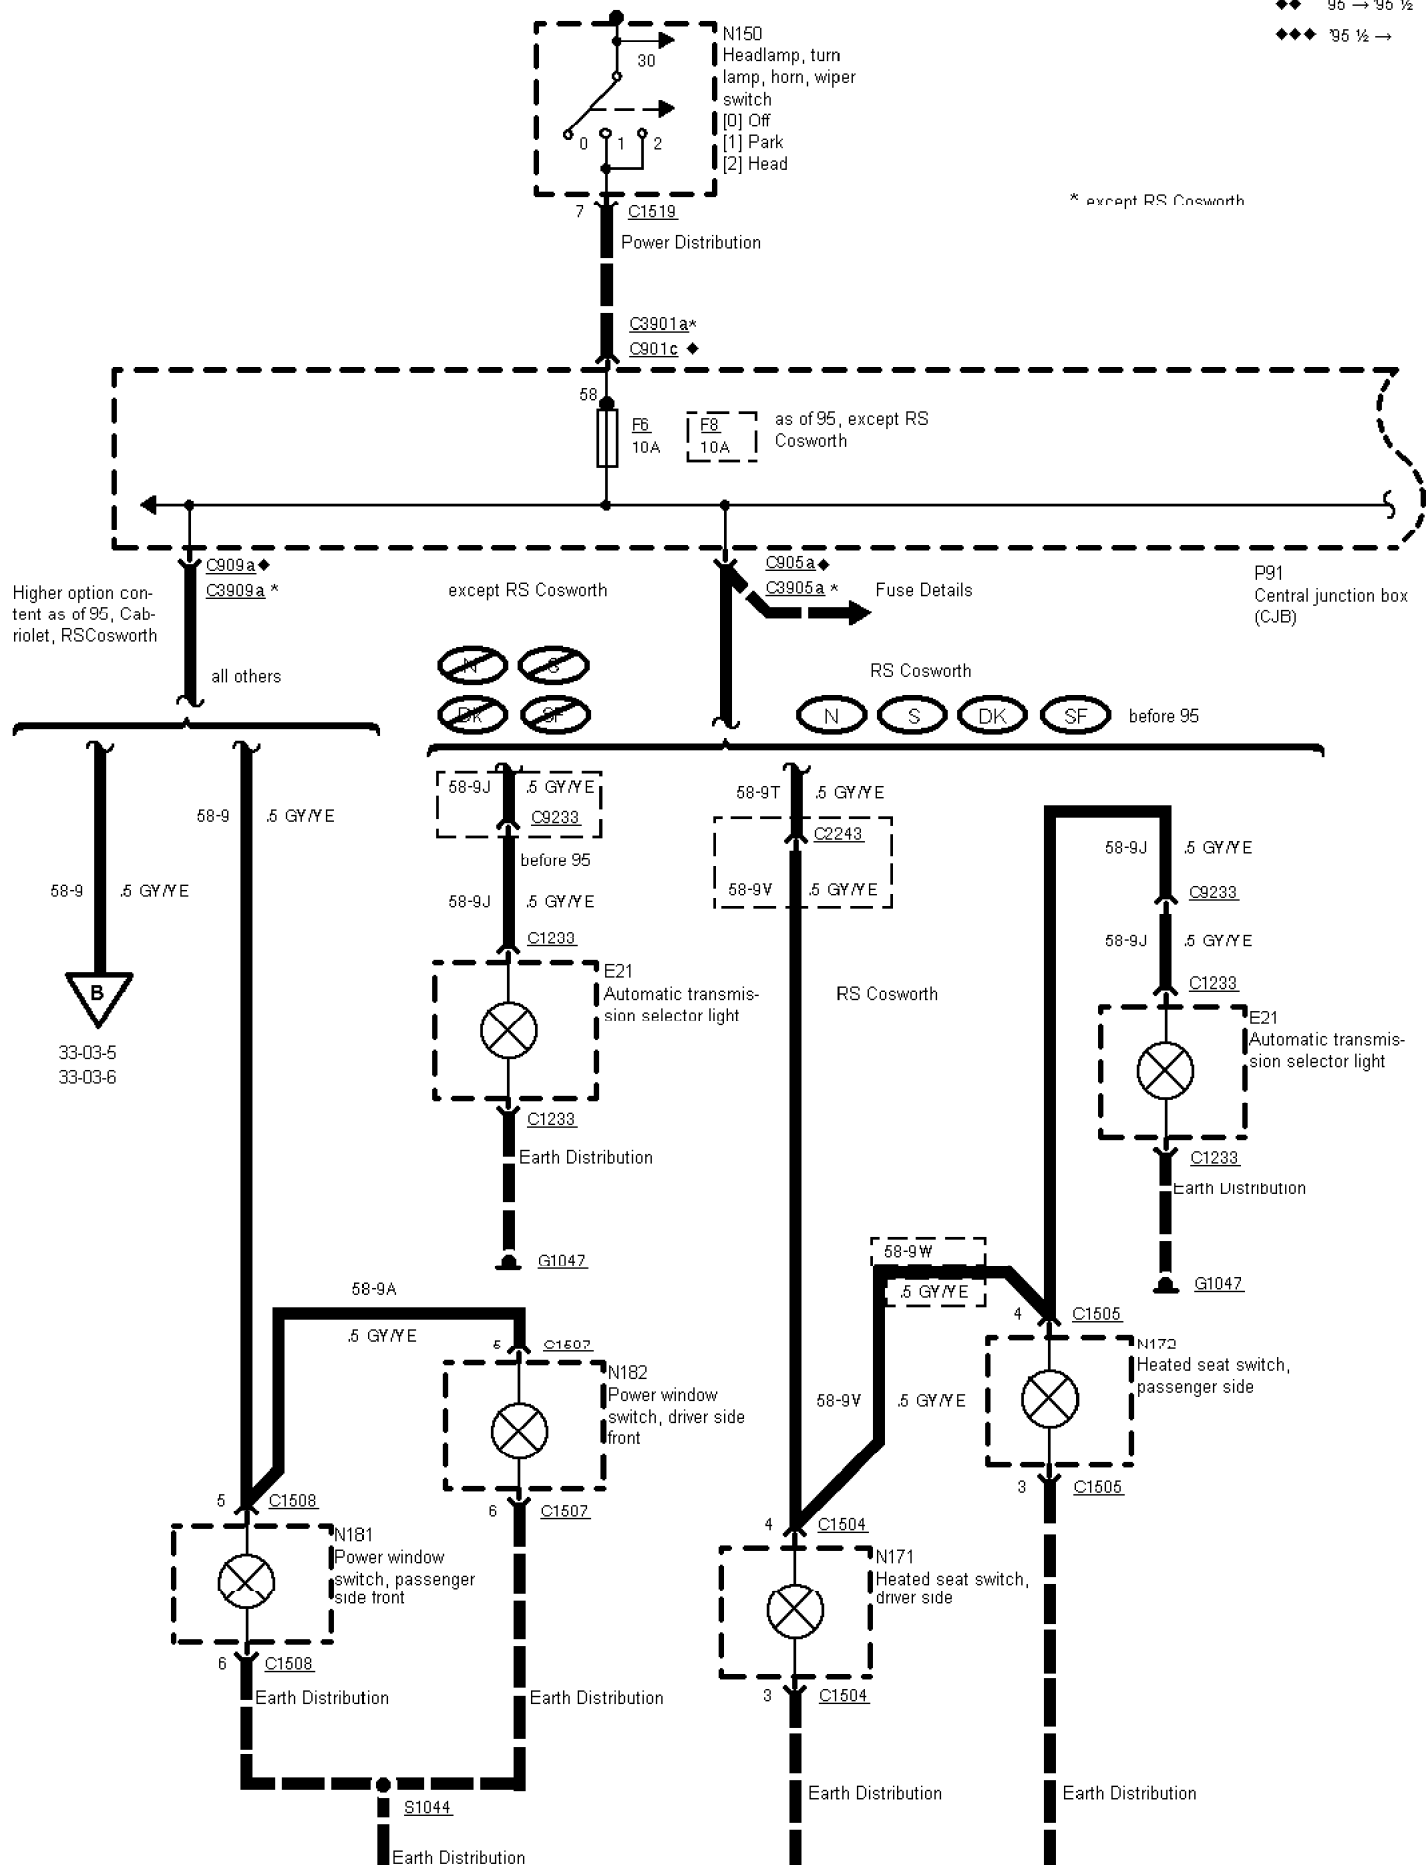 ◆◆ '95 → '95 ½
◆◆◆ '95 ½ →
N150
Headlamp, turn
lamp, horn, wiper
switch
[0] Off
[1] Park
[2] Head
30
0 1 2
* except RS Cosworth
7 C1519
Power Distribution
C3901a*
C901c ◆
58
F6
10A
F8
10A
as of 95, except RS
Cosworth
C909a◆
C3909a *
Higher option con-
tent as of 95, Cab-
riolet, RSCosworth
except RS Cosworth
C905a◆
C3905a *
Fuse Details
P91
Central junction box
(CJB)
all others
N S
DK SF
RS Cosworth
N S DK SF before 95
58-9J .5 GY/YE
C9233
before 95
58-9T .5 GY/YE
C2243
58-9 .5 GY/YE
58-9V .5 GY/YE
58-9J .5 GY/YE
C9233
58-9 .5 GY/YE
58-9J .5 GY/YE
C1233
58-9J .5 GY/YE
C1233
B
33-03-5
33-03-6
E21
Automatic transmis-
sion selector light
RS Cosworth
E21
Automatic transmis-
sion selector light
C1233
Earth Distribution
G1047
C1233
Earth Distribution
G1047
58-9A
.5 GY/YE
58-9W
.5 GY/YE
4 C1505
5 C1507
N182
Power window
switch, driver side
front
N172
Heated seat switch,
passenger side
58-9V .5 GY/YE
3 C1505
5 C1508
6 C1507
4 C1504
N181
Power window
switch, passenger
side front
N171
Heated seat switch,
driver side
6 C1508
3 C1504
Earth Distribution
Earth Distribution
S1044
Earth Distribution
Earth Distribution
Earth Distribution